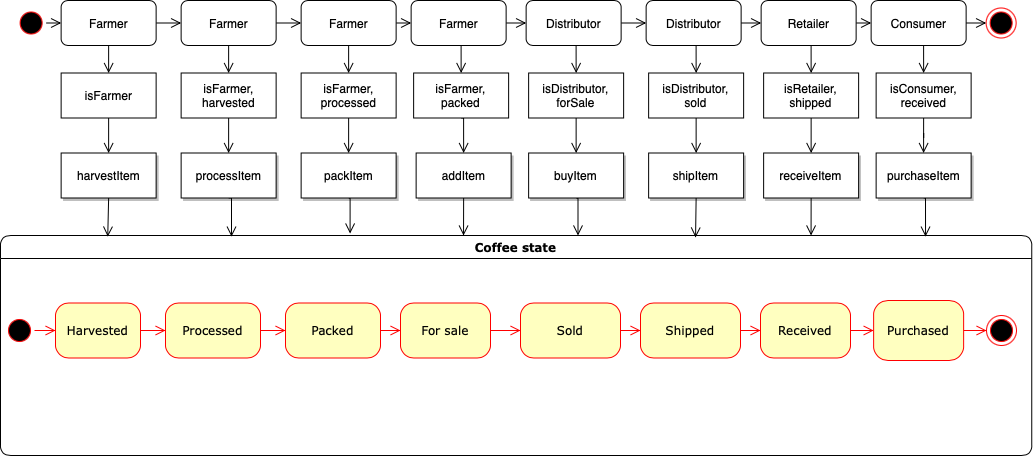 Farmer
Farmer
Farmer
Farmer
Distributor
Distributor
Retailer
Consumer
isFarmer
isFarmer,
harvested
isFarmer,
processed
isFarmer,
packed
isDistributor,
forSale
isDistributor,
sold
isRetailer,
shipped
isConsumer,
received
harvestItem
processItem
packItem
addItem
buyItem
shipItem
receiveItem
purchaseItem
Coffee state
Harvested
Processed
Packed
For sale
Sold
Shipped
Received
Purchased